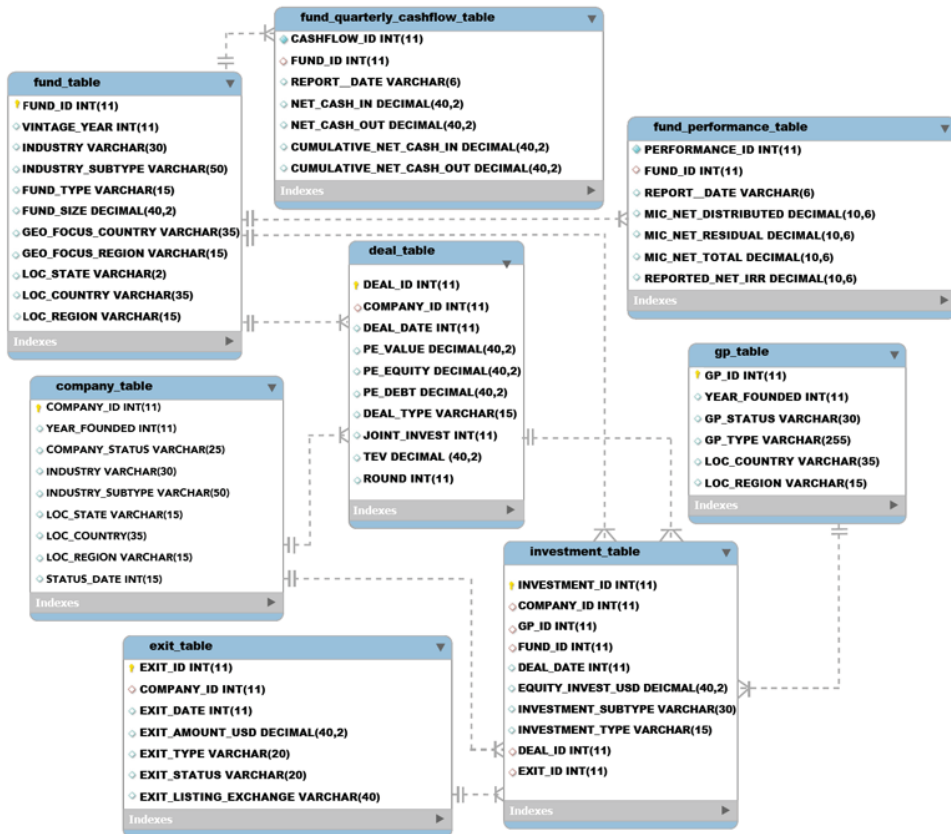 fund_quarterly_cashflow_table
CASHFLOW_ID INT(11)
FUND_ID INT(11)
REPORT__DATE VARCHAR(6)
NET_CASH_IN DECIMAL(40,2)
NET_CASH_OUT DECIMAL(40,2)
CUMULATIVE_NET_CASH_IN DECIMAL(40,2)
CUMULATIVE_NET_CASH_OUT DECIMAL(40,2)
Indexes
fund_table
FUND_ID INT(11)
VINTAGE_YEAR INT(11)
INDUSTRY VARCHAR(30)
INDUSTRY_SUBTYPE VARCHAR(50)
FUND_TYPE VARCHAR(15)
FUND_SIZE DECIMAL(40,2)
GEO_FOCUS_COUNTRY VARCHAR(35)
GEO_FOCUS_REGION VARCHAR(15)
LOC_STATE VARCHAR(2)
LOC_COUNTRY VARCHAR(35)
LOC_REGION VARCHAR(15)
Indexes
fund_performance_table
PERFORMANCE_ID INT(11)
FUND_ID INT(11)
REPORT_DATE VARCHAR(6)
MIC_NET_DISTRIBUTED DECIMAL(10,6)
MIC_NET_RESIDUAL DECIMAL(10,6)
MIC_NET_TOTAL DECIMAL(10,6)
REPORTED_NET_IRR DECIMAL(10,6)
Indexes
deal_table
DEAL_ID INT(11)
COMPANY_ID INT(11)
DEAL_DATE INT(11)
PE_VALUE DECIMAL(40,2)
PE_EQUITY DECIMAL(40,2)
PE_DEBT DECIMAL(40,2)
DEAL_TYPE VARCHAR(15)
JOINT_INVEST INT(11)
TEV DECIMAL (40,2)
ROUND INT(11)
Indexes
gp_table
GP_ID INT(11)
YEAR_FOUNDED INT(11)
GP_STATUS VARCHAR(30)
GP_TYPE VARCHAR(255)
LOC_COUNTRY VARCHAR(35)
LOC_REGION VARCHAR(15)
Indexes
company_table
COMPANY_ID INT(11)
YEAR_FOUNDED INT(11)
COMPANY_STATUS VARCHAR(25)
INDUSTRY VARCHAR(30)
INDUSTRY_SUBTYPE VARCHAR(50)
LOC_STATE VARCHAR(15)
LOC_COUNTRY(35)
LOC_REGION VARCHAR(15)
STATUS_DATE INT(15)
Indexes
investment_table
INVESTMENT_ID INT(11)
COMPANY_ID INT(11)
GP_ID INT(11)
FUND_ID INT(11)
DEAL_DATE INT(11)
EQUITY_INVEST_USD DEICMAL(40,2)
INVESTMENT_SUBTYPE VARCHAR(30)
INVESTMENT_TYPE VARCHAR(15)
DEAL_ID INT(11)
EXIT_ID INT(11)
Indexes
exit_table
EXIT_ID INT(11)
COMPANY_ID INT(11)
EXIT_DATE INT(11)
EXIT_AMOUNT_USD DECIMAL(40,2)
EXIT_TYPE VARCHAR(20)
EXIT_STATUS VARCHAR(20)
EXIT_LISTING_EXCHANGE VARCHAR(40)
Indexes